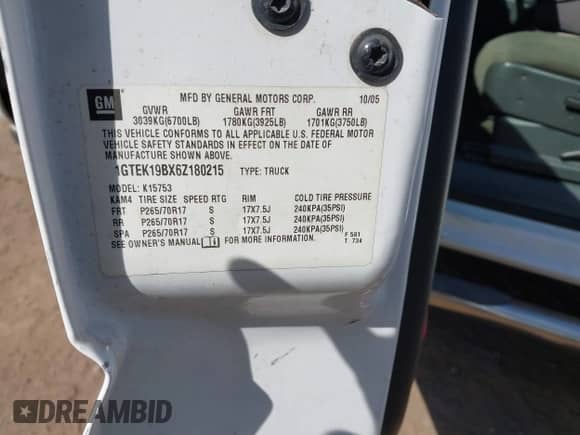 GM
MFD BY GENERAL MOTORS CORP. 10/05
GVWR GAWR FRT GAWR RR
3039KG(6700LB) 1780KG(3925LB) 1701KG(3750LB)
THIS VEHICLE CONFORMS TO ALL APPLICABLE U.S. FEDERAL MOTOR
VEHICLE SAFETY STANDARDS IN EFFECT ON THE DATE OF
MANUFACTURE SHOWN ABOVE.
1GTEK19BX6Z180215 TYPE: TRUCK
MODEL: K15753
KAM4 TIRE SIZE SPEED RTG RIM COLD TIRE PRESSURE
FRT P265/70R17 S 17X7.5J 240KPA(35PSI)
RR P265/70R17 S 17X7.5J 240KPA(35PSI)
SPA P265/70R17 S 17X7.5J 240KPA(35PSI)
SEE OWNER'S MANUAL FOR MORE INFORMATION. F 581
T 734
DREAMBID